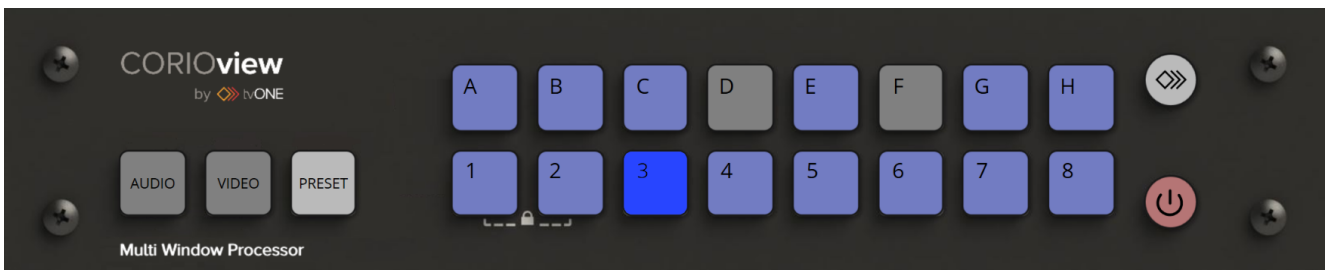 CORIOview
by tvONE
A B C D E F G H
AUDIO VIDEO PRESET
1 2 3 4 5 6 7 8
Multi Window Processor